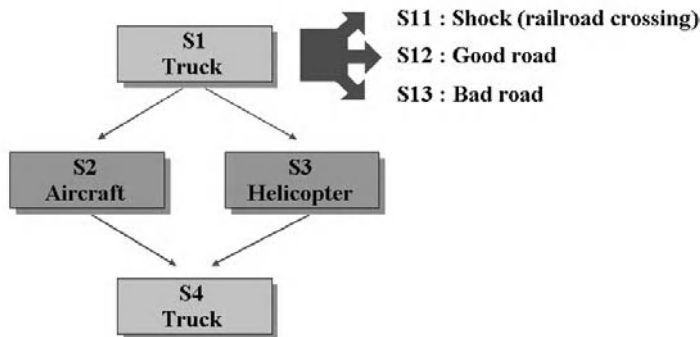 S1
Truck
S11 : Shock (railroad crossing)
S12 : Good road
S13 : Bad road
S2
Aircraft
S3
Helicopter
S4
Truck